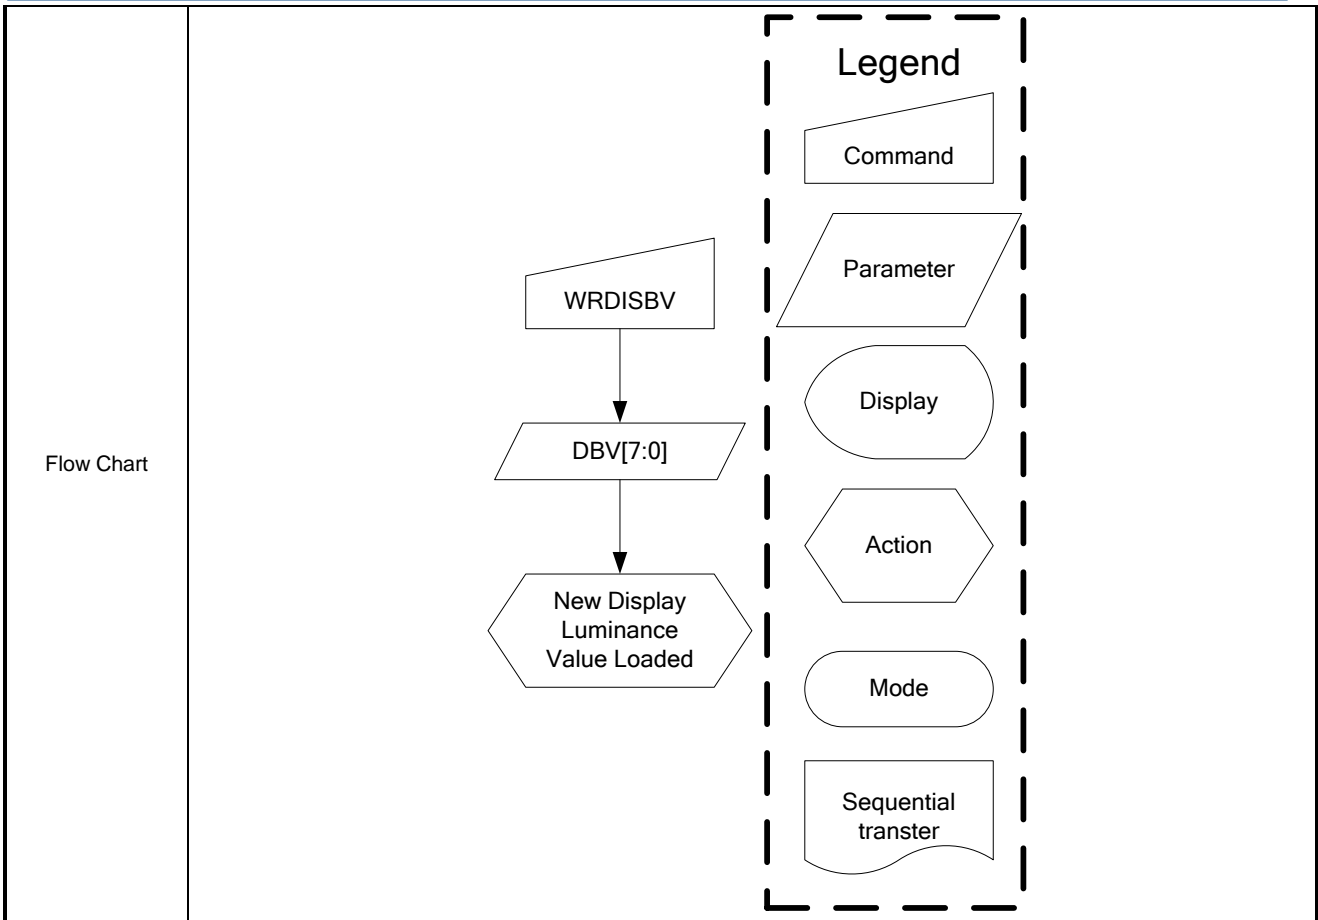 Flow Chart
WRDISBV
DBV[7:0]
New Display
Luminance
Value Loaded
Legend
Command
Parameter
Display
Action
Mode
Sequential
transter